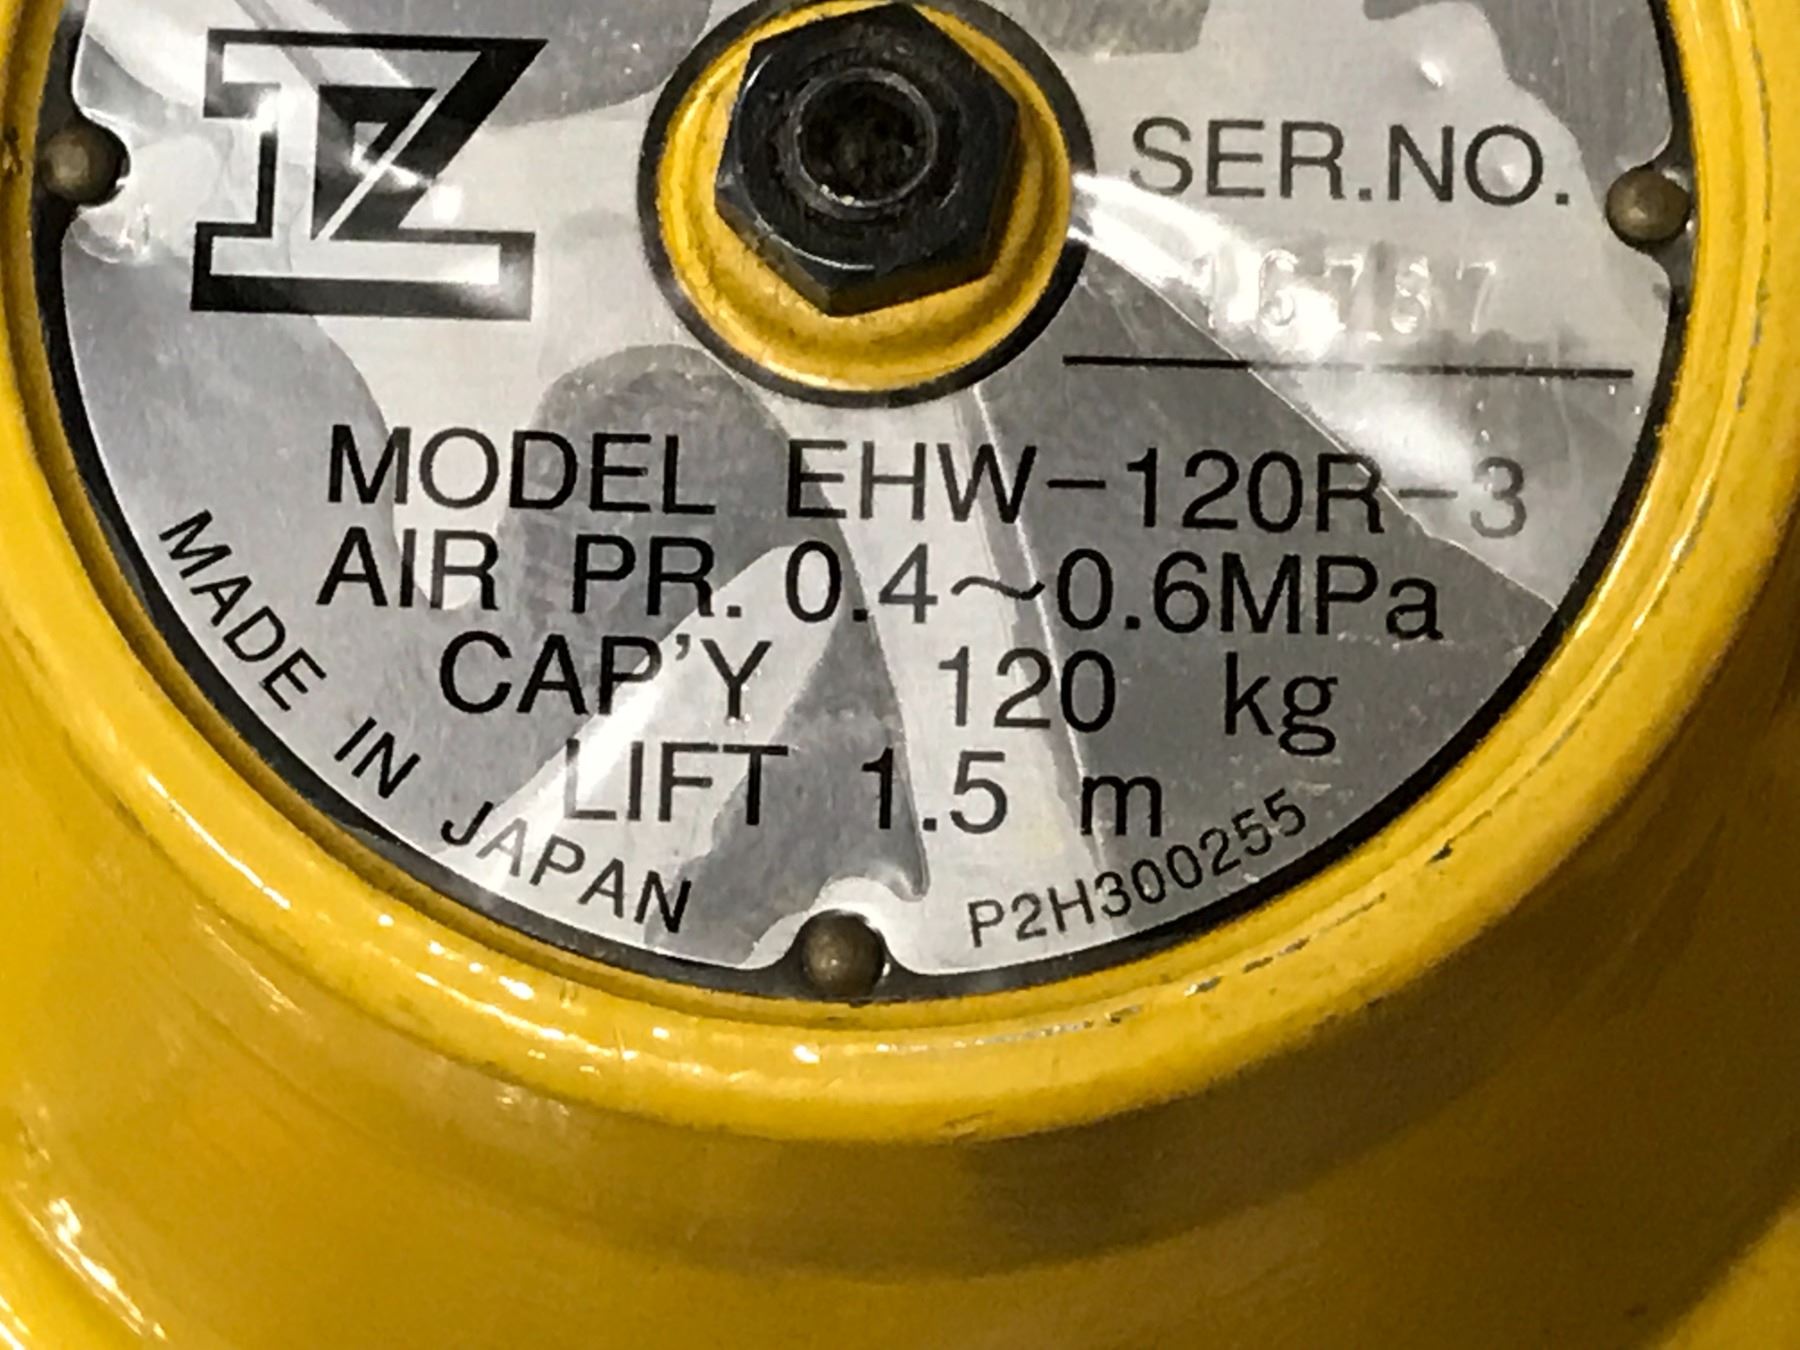 SER.NO.
16767
MODEL EHW-120R-3
AIR PR. 0.4~0.6MPa
CAP'Y 120 kg
LIFT 1.5 m
MADE IN JAPAN
P2H300255